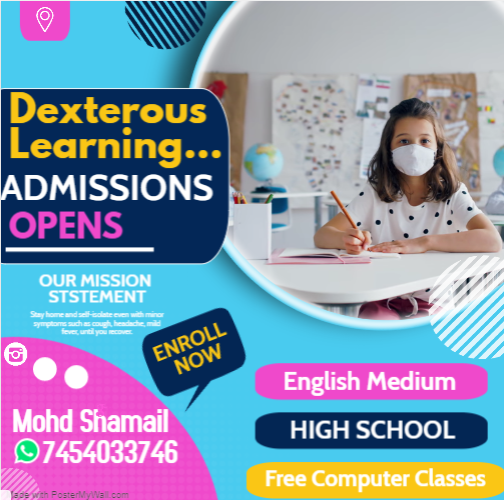 Dexterous
Learning...
ADMISSIONS
OPENS
OUR MISSION
STSTEMENT
Stay home and self-isolate even with minor
symptoms such as cough, headache, mild
fever, until you recover.
ENROLL
NOW
English Medium
HIGH SCHOOL
Free Computer Classes
Mohd Shamail
7454033746
ade with PosterMyWall.com